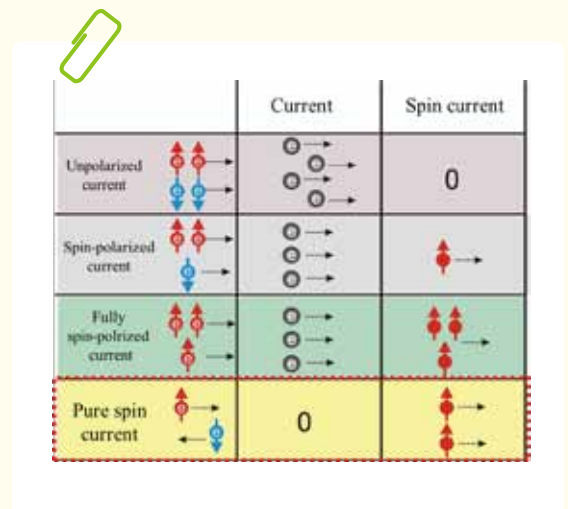 Current
Spin current
Unpolarized
current
0
Spin-polarized
current
Fully
spin-polrized
current
Pure spin
current
0